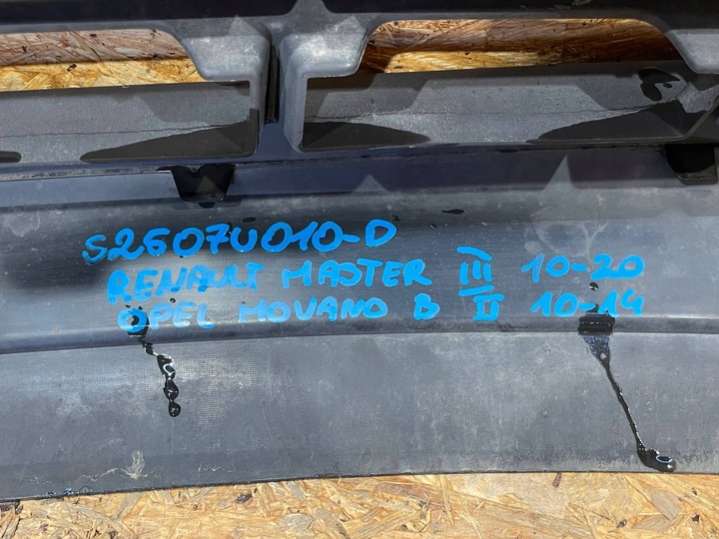 S2607U010-D
RENAULT MASTER III 10-20
OPEL MOVANO B II 10-14